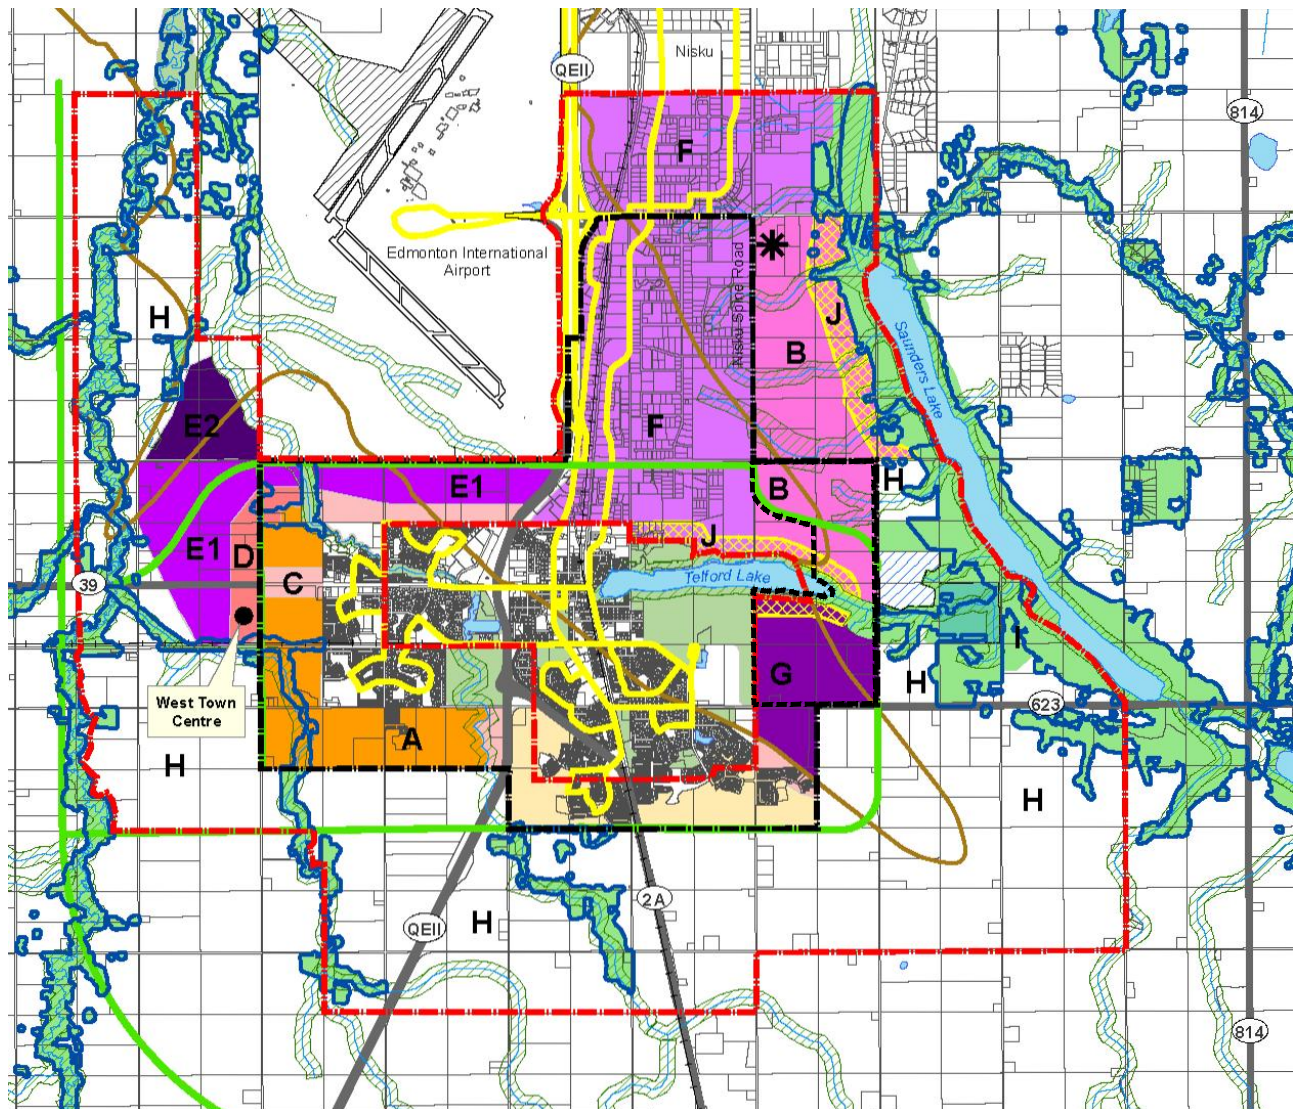 Nisku
QEII
814
F
Edmonton International
Airport
Nisku Spine Road
H
J
B
Saunders Lake
E2
F
E1
B
H
E1
D
J
39
C
Telford Lake
I
G
H
West Town
Centre
623
A
H
H
2A
H
QEII
814